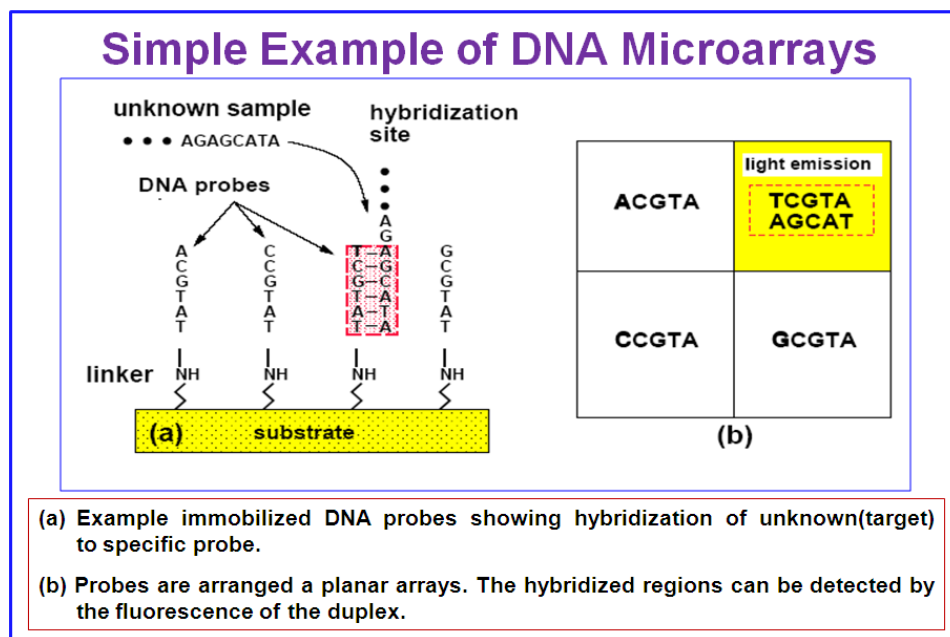 Simple Example of DNA Microarrays
unknown sample
• • • AGAGCATA
hybridization
site
DNA probes
A
C
G
T
A
T
C
C
G
T
A
T
•
•
•
A
G
T–A
C–G
G–C
T–A
A–T
T–A
G
C
G
T
A
T
linker
NH
NH
NH
NH
(a)
substrate
ACGTA
light emission
TCGTA
AGCAT
CCGTA
GCGTA
(b)
(a) Example immobilized DNA probes showing hybridization of unknown(target)
to specific probe.
(b) Probes are arranged a planar arrays. The hybridized regions can be detected by
the fluorescence of the duplex.